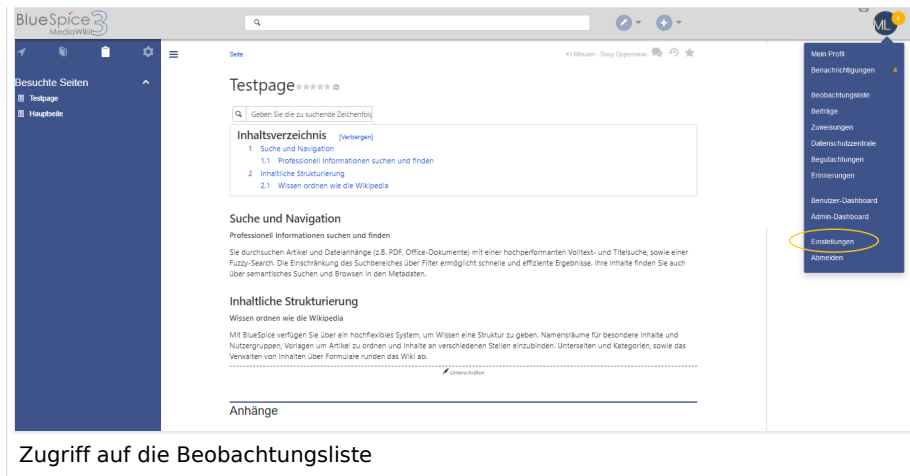 BlueSpice 3
MediaWiki
ML
4
Besuchte Seiten
Testpage
Hauptseite
Seite
41 Minuten - Sissy Oppermann
Testpage
(0)
Geben Sie die zu suchende Zeichenfolg
Inhaltsverzeichnis [Verbergen]
1 Suche und Navigation
1.1 Professionell Informationen suchen und finden
2 Inhaltliche Strukturierung
2.1 Wissen ordnen wie die Wikipedia
Suche und Navigation
Professionell Informationen suchen und finden
Sie durchsuchen Artikel und Dateianhänge (z.B. PDF, Office-Dokumente) mit einer hochperformanten Volltext- und Titelsuche, sowie einer
Fuzzy-Search. Die Einschränkung des Suchbereiches über Filter ermöglicht schnelle und effiziente Ergebnisse. Ihre Inhalte finden Sie auch
über semantisches Suchen und Browsen in den Metadaten.
Inhaltliche Strukturierung
Wissen ordnen wie die Wikipedia
Mit BlueSpice verfügen Sie über ein hochflexibles System, um Wissen eine Struktur zu geben. Namensräume für besondere Inhalte und
Nutzergruppen, Vorlagen um Artikel zu ordnen und Inhalte an verschiedenen Stellen einzubinden. Unterseiten und Kategorien, sowie das
Verwalten von Inhalten über Formulare runden das Wiki ab.
Unterschriften
Anhänge
Mein Profil
Benachrichtigungen 4
Beobachtungsliste
Beiträge
Zuweisungen
Datenschutzzentrale
Begutachtungen
Erinnerungen
Benutzer-Dashboard
Admin-Dashboard
Einstellungen
Abmelden
Zugriff auf die Beobachtungsliste